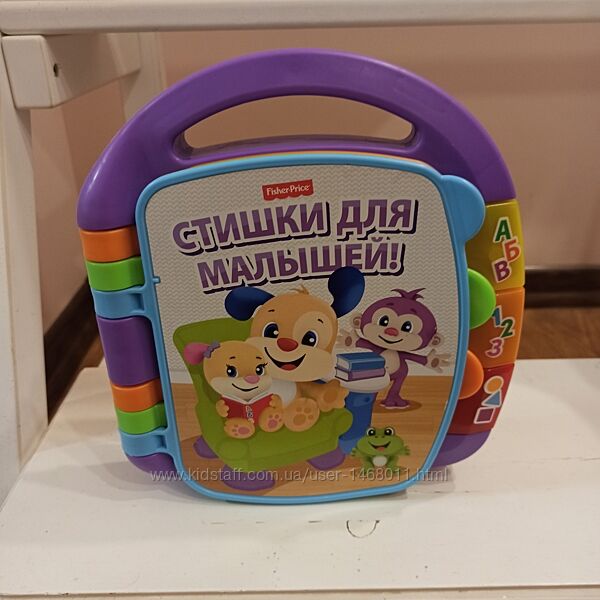 Fisher-Price
СТИШКИ ДЛЯ
МАЛЫШЕЙ!
А
Б
В
1
2
3
www.kidstaff.com.ua/user-1468011.html